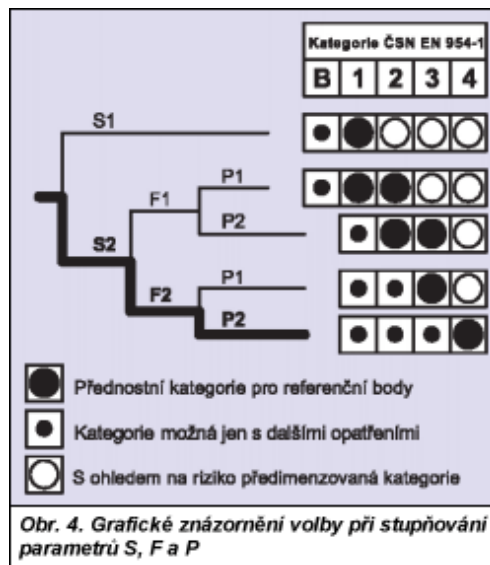 Kategorie ČSN EN 954-1
B 1 2 3 4
S1
F1 P1
P2
S2
F2 P1
P2
Přednostní kategorie pro referenční body
Kategorie možná jen s dalšími opatřeními
S ohledem na riziko předimenzovaná kategorie
Obr. 4. Grafické znázornění volby při stupňování
parametrů S, F a P